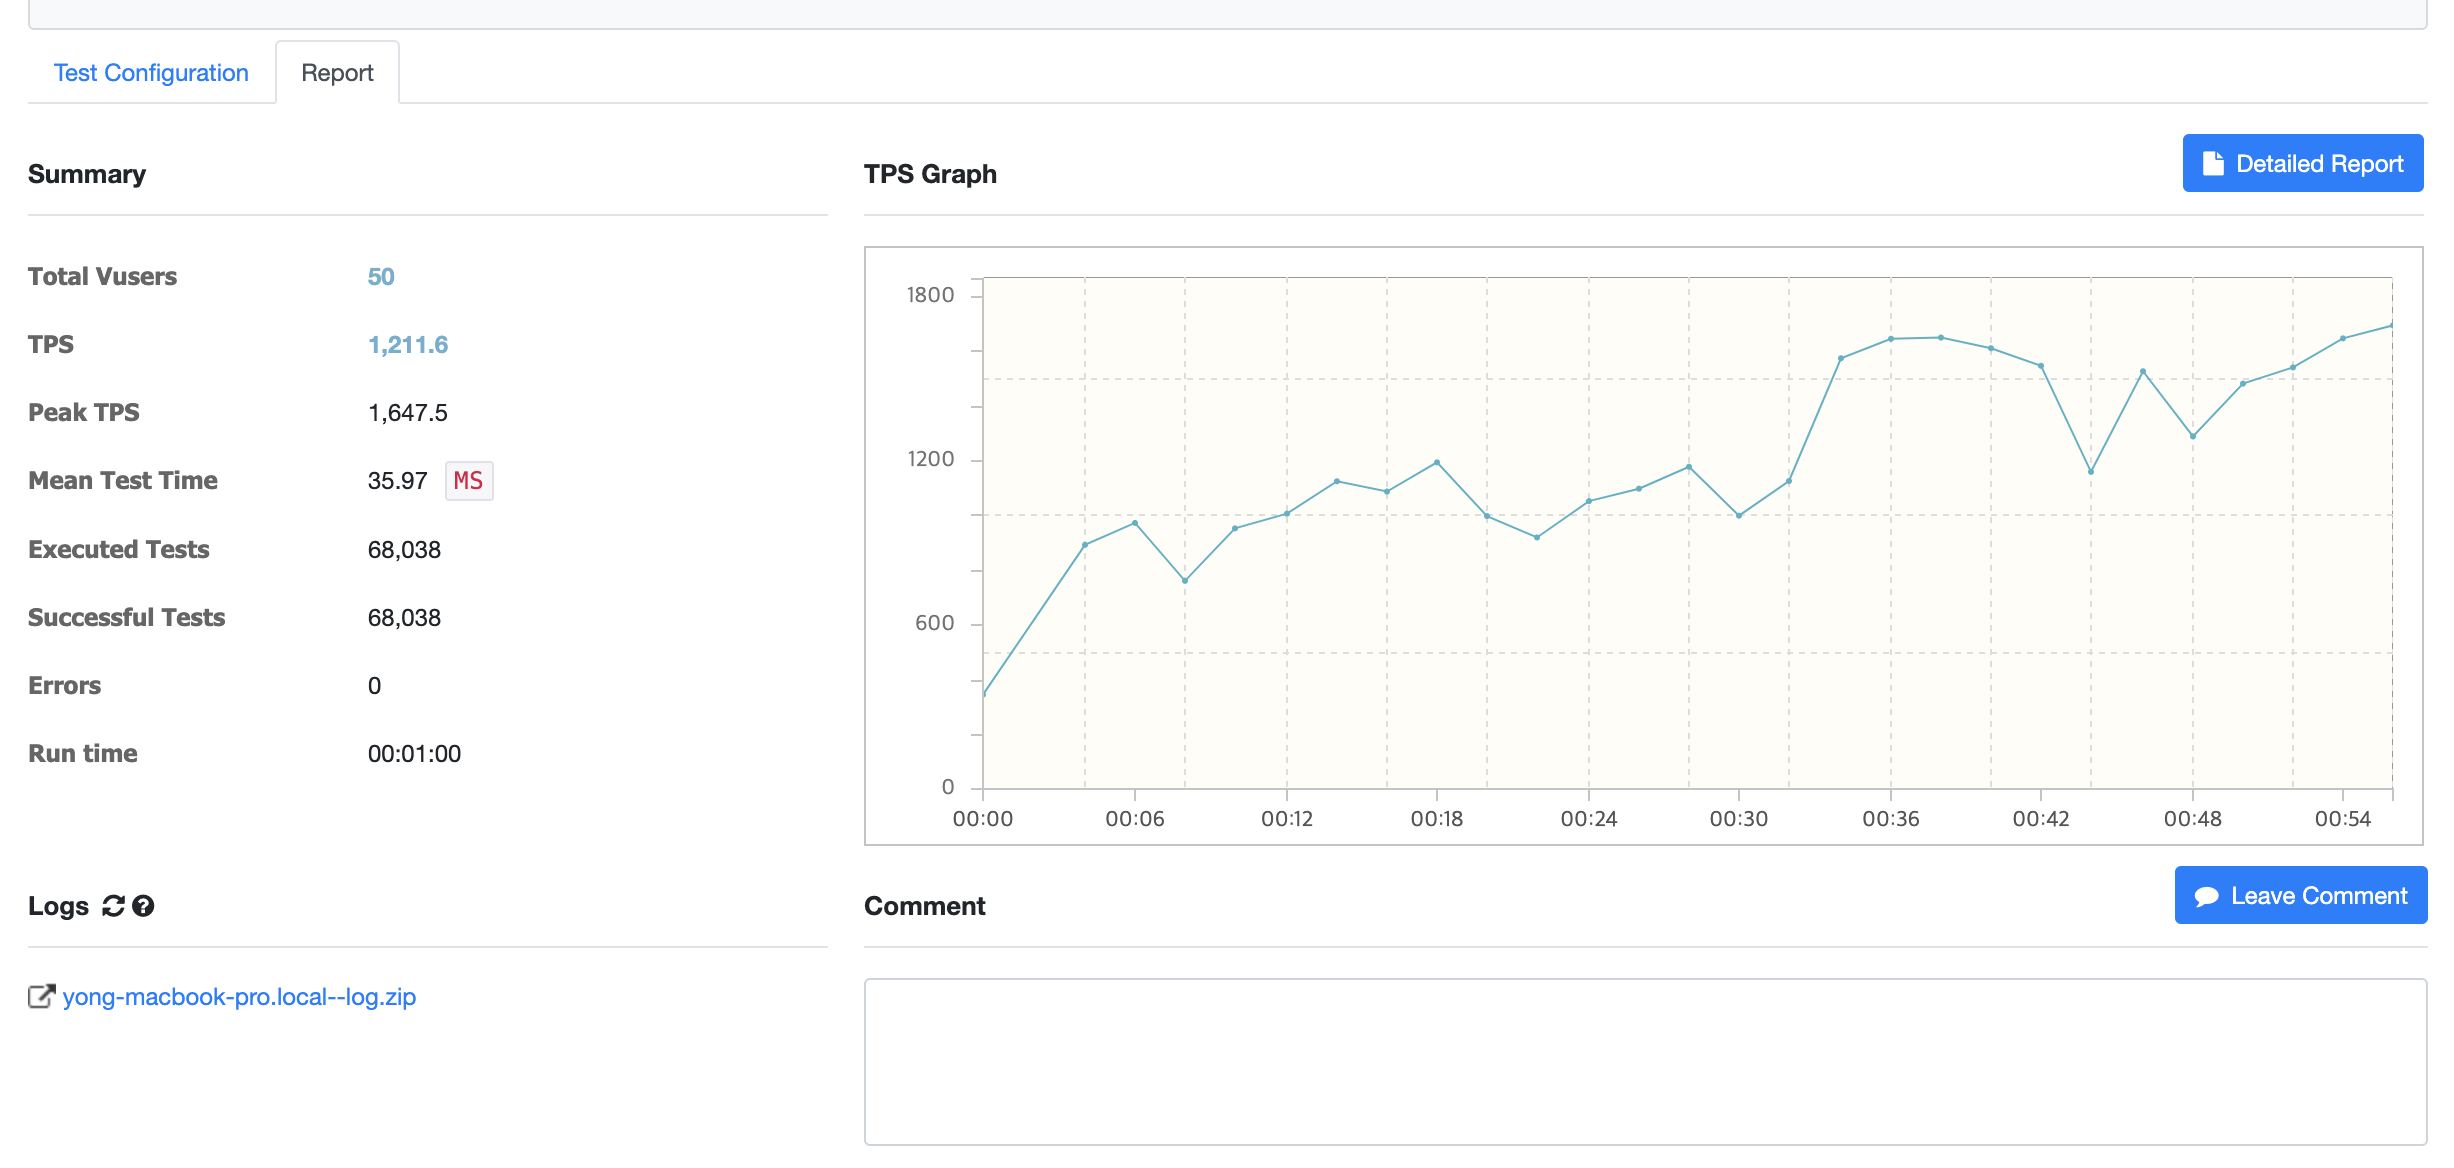 Test Configuration
Report
Summary
Total Vusers 50
TPS 1,211.6
Peak TPS 1,647.5
Mean Test Time 35.97 MS
Executed Tests 68,038
Successful Tests 68,038
Errors 0
Run time 00:01:00
TPS Graph
Detailed Report
1800
1200
600
0
00:00 00:06 00:12 00:18 00:24 00:30 00:36 00:42 00:48 00:54
Logs
yong-macbook-pro.local--log.zip
Comment
Leave Comment